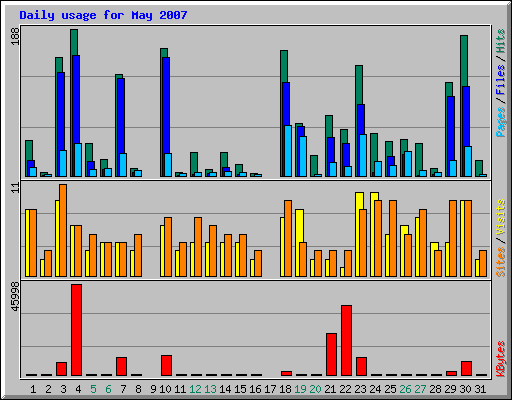 Daily usage for May 2007
188
Pages / Files / Hits
11
Sites / Visits
45998
KBytes
1 2 3 4 5 6 7 8 9 10 11 12 13 14 15 16 17 18 19 20 21 22 23 24 25 26 27 28 29 30 31